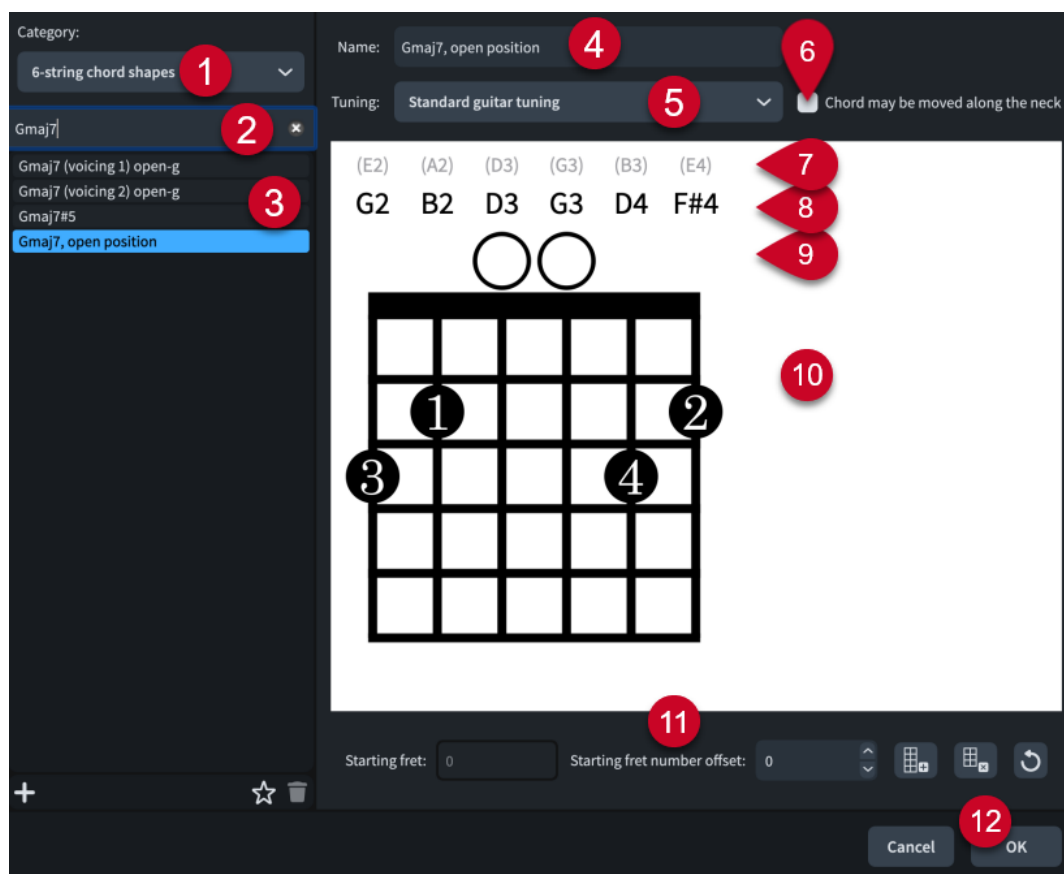 Category:
6-string chord shapes
1
Gmaj7
2
Gmaj7 (voicing 1) open-g
Gmaj7 (voicing 2) open-g
Gmaj7#5
Gmaj7, open position
3
Name:
Gmaj7, open position
4
6
Tuning:
Standard guitar tuning
5
Chord may be moved along the neck
(E2) (A2) (D3) (G3) (B3) (E4)
7
G2 B2 D3 G3 D4 F#4
8
9
10
1 2
3 4
11
Starting fret: 0
Starting fret number offset: 0
12
Cancel
OK